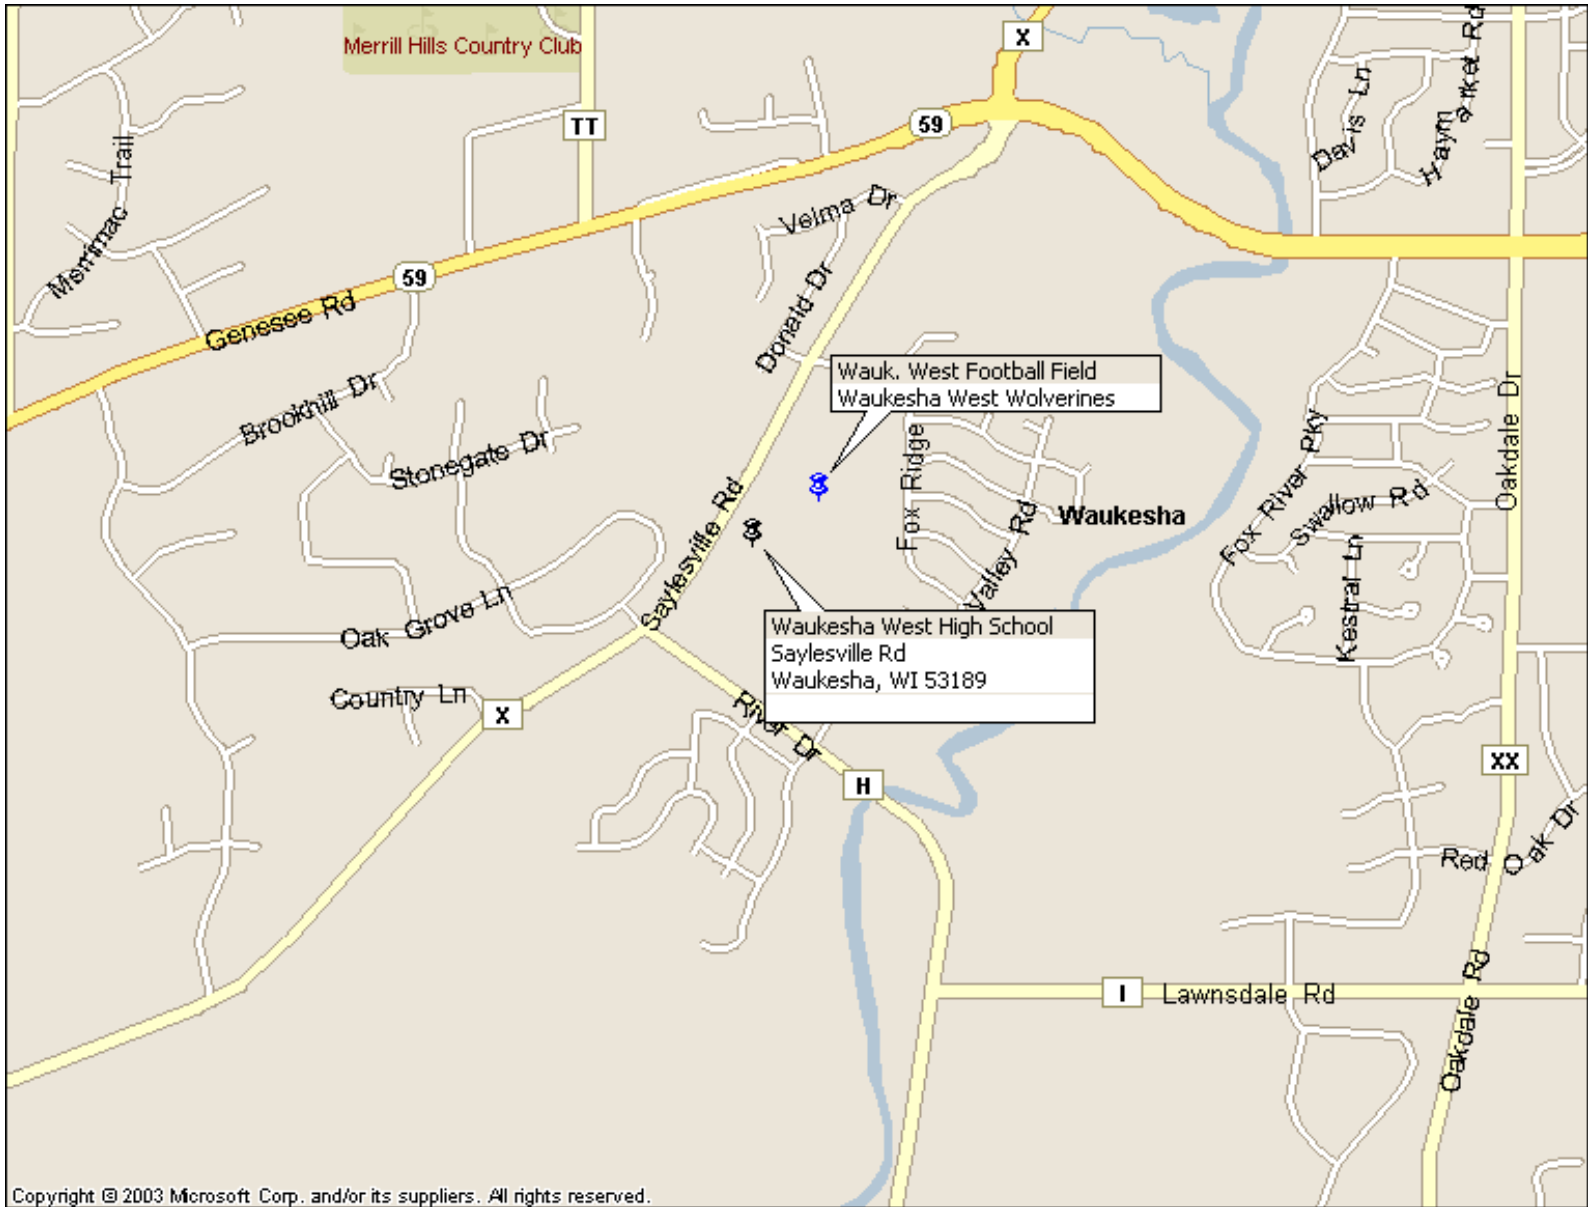 X
Merrill Hills Country Club
Haymarket Rd
Davis Ln
TT
59
Merrimac Trail
Velma Dr
59
Genesee Rd
Donald Dr
Wauk. West Football Field
Waukesha West Wolverines
Brookhill Dr
Oakdale Dr
Stonegate Dr
Fox Ridge
Fox River Pky
Swallow Rd
Waukesha
Saylesville Rd
Valley Rd
Kestral Ln
Oak Grove Ln
Waukesha West High School
Saylesville Rd
Waukesha, WI 53189
Country Ln
X
River Dr
H
XX
Red Oak Dr
I
Lawnsdale Rd
Oakdale Rd
Copyright © 2003 Microsoft Corp. and/or its suppliers. All rights reserved.